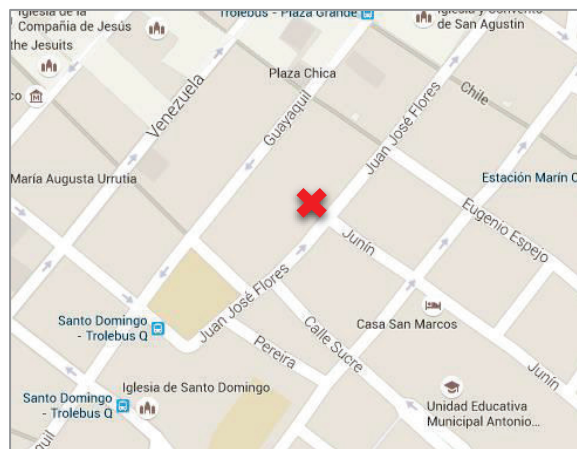 Iglesia de la
Compañia de Jesús
the Jesuits
Trolebus - Plaza Grande
Iglesia y Convento
de San Agustin
Plaza Chica
Venezuela
Guayaquil
Juan José Flores
Chile
María Augusta Urrutia
Estación Marín C
Eugenio Espejo
Junín
Juan José Flores
Santo Domingo
- Trolebus Q
Calle Sucre
Casa San Marcos
Pereira
Junín
Santo Domingo
- Trolebus Q
Iglesia de Santo Domingo
Unidad Educativa
Municipal Antonio...